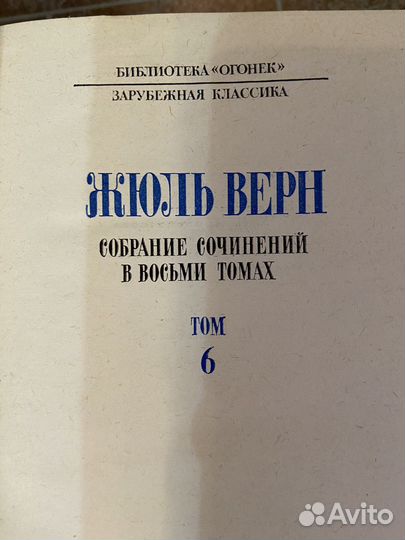 БИБЛИОТЕКА «ОГОНЕК»
ЗАРУБЕЖНАЯ КЛАССИКА
ЖЮЛЬ ВЕРН
СОБРАНИЕ СОЧИНЕНИЙ
В ВОСЬМИ ТОМАХ
ТОМ
6
Avito